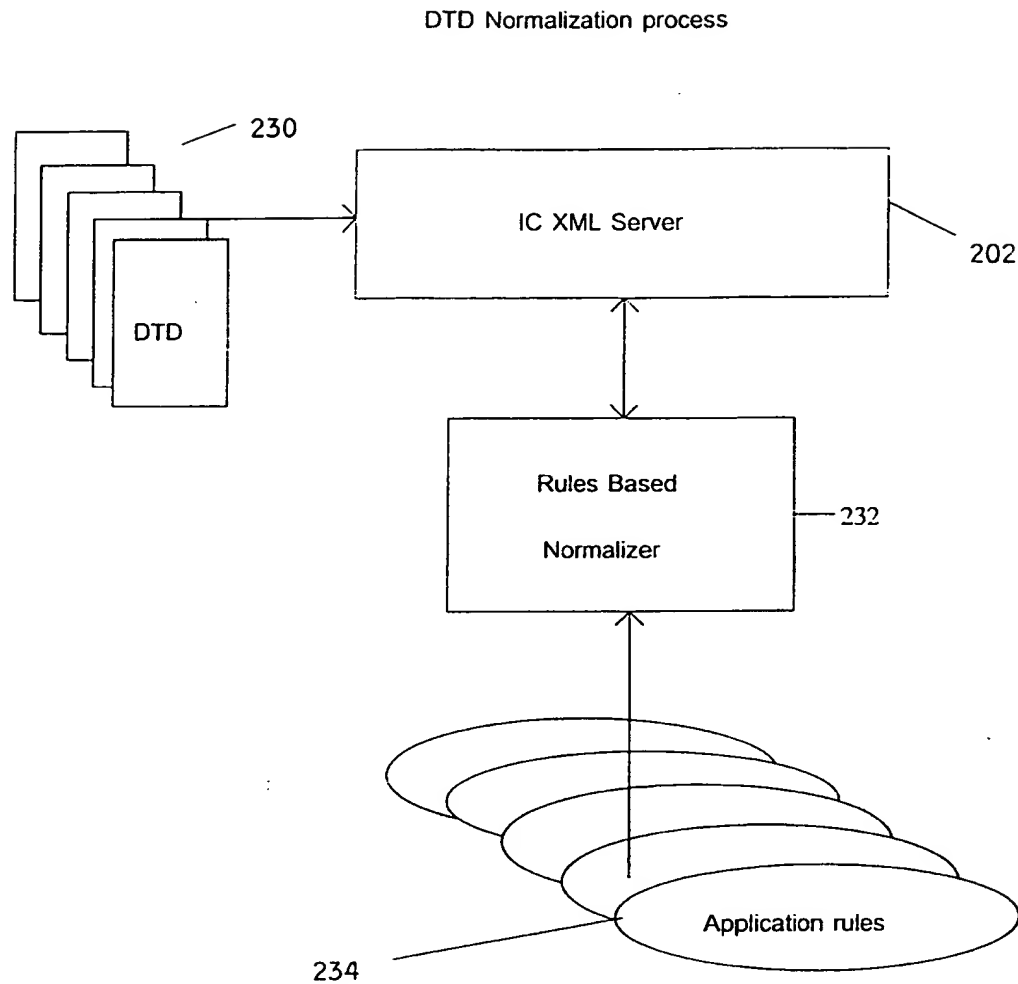 DTD Normalization process
230
IC XML Server
202
DTD
Rules Based
Normalizer
232
Application rules
234